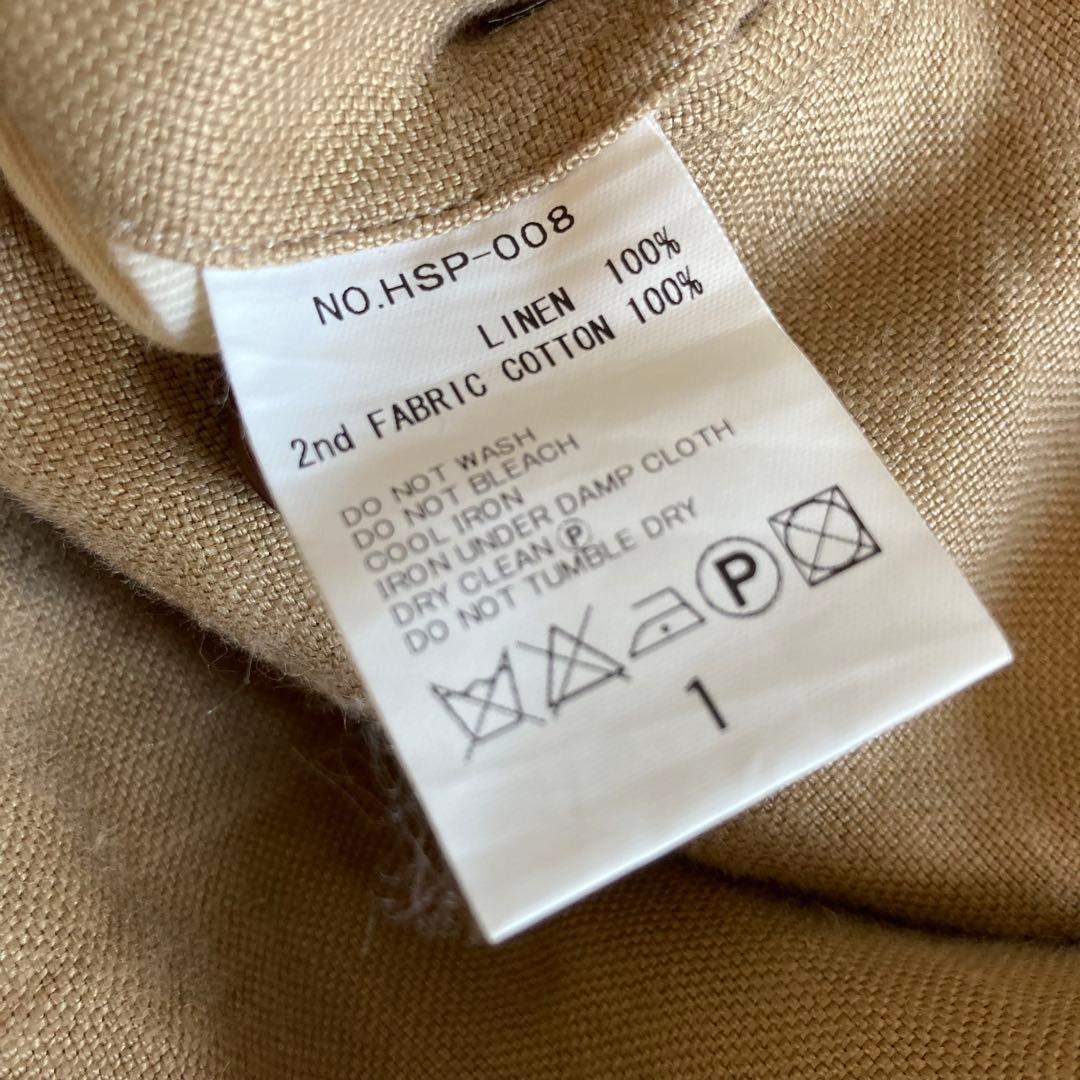 NO.HSP-008
LINEN 100%
2nd FABRIC COTTON 100%
DO NOT WASH
DO NOT BLEACH
COOL IRON
IRON UNDER DAMP CLOTH
DRY CLEAN Ⓟ
DO NOT TUMBLE DRY
P
1